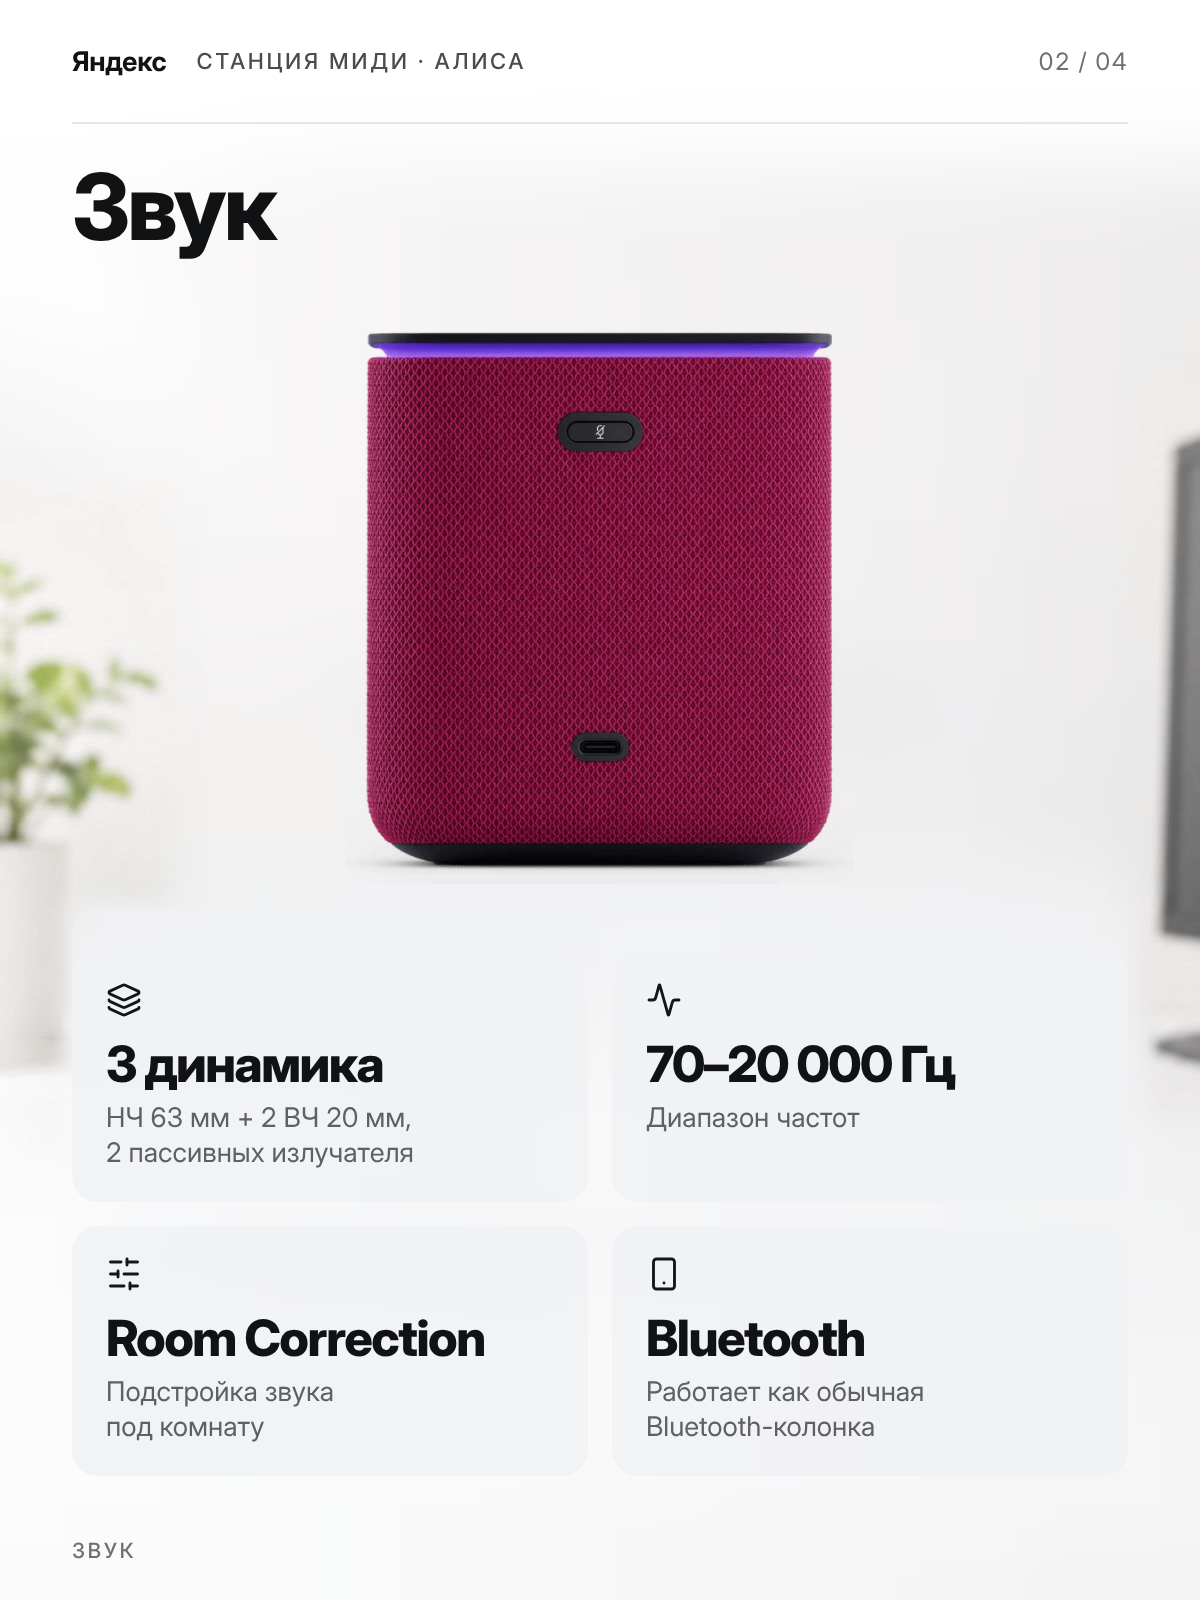 Яндекс СТАНЦИЯ МИДИ · АЛИСА 02 / 04
Звук
3 динамика
НЧ 63 мм + 2 ВЧ 20 мм,
2 пассивных излучателя
70–20 000 Гц
Диапазон частот
Room Correction
Подстройка звука
под комнату
Bluetooth
Работает как обычная
Bluetooth-колонка
ЗВУК